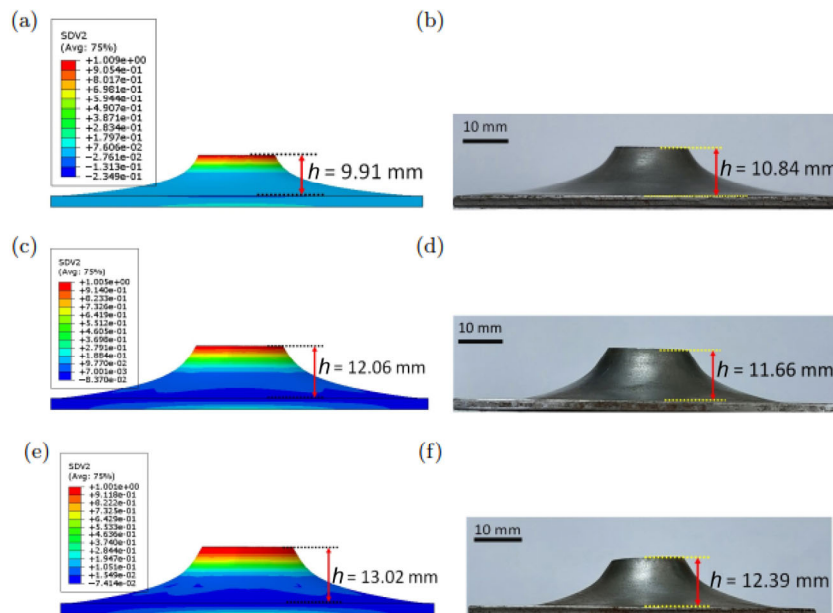 (a)
SDV2
(Avg: 75%)
+1.009e+00
+9.054e-01
+8.017e-01
+6.981e-01
+5.944e-01
+4.907e-01
+3.871e-01
+2.834e-01
+1.797e-01
+7.606e-02
-2.761e-02
-1.313e-01
-2.349e-01
h = 9.91 mm
(b)
10 mm
h = 10.84 mm
(c)
SDV2
(Avg: 75%)
+1.005e+00
+9.140e-01
+8.233e-01
+7.326e-01
+6.419e-01
+5.512e-01
+4.605e-01
+3.698e-01
+2.791e-01
+1.884e-01
+9.770e-02
+7.001e-03
-8.370e-02
h = 12.06 mm
(d)
10 mm
h = 11.66 mm
(e)
SDV2
(Avg: 75%)
+1.001e+00
+9.118e-01
+8.222e-01
+7.325e-01
+6.429e-01
+5.533e-01
+4.636e-01
+3.740e-01
+2.844e-01
+1.947e-01
+1.051e-01
+1.549e-02
-7.414e-02
h = 13.02 mm
(f)
10 mm
h = 12.39 mm